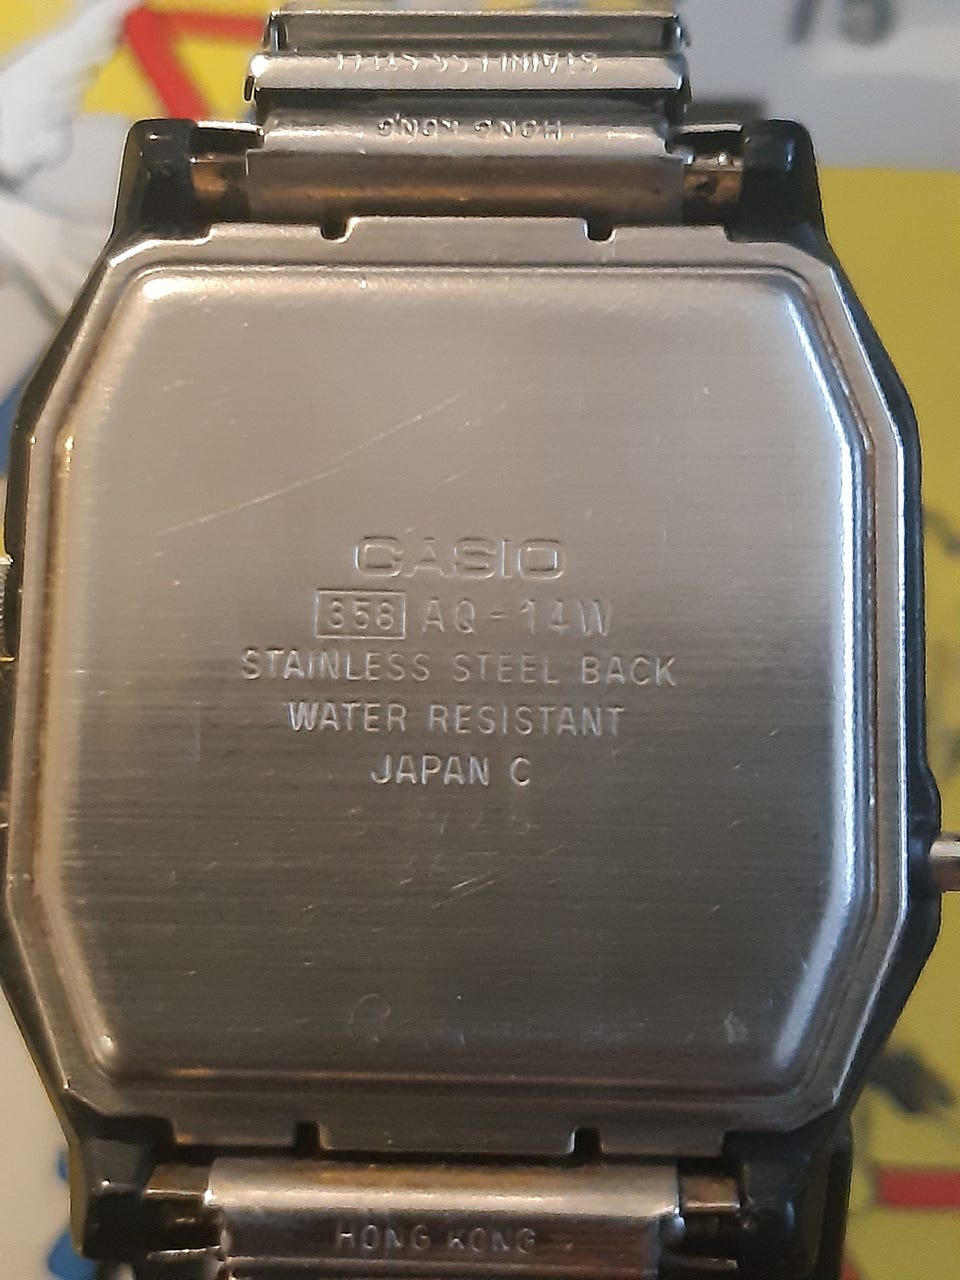 STAINLESS STEEL
HONG KONG
CASIO
358 AQ-14W
STAINLESS STEEL BACK
WATER RESISTANT
JAPAN C
HONG KONG